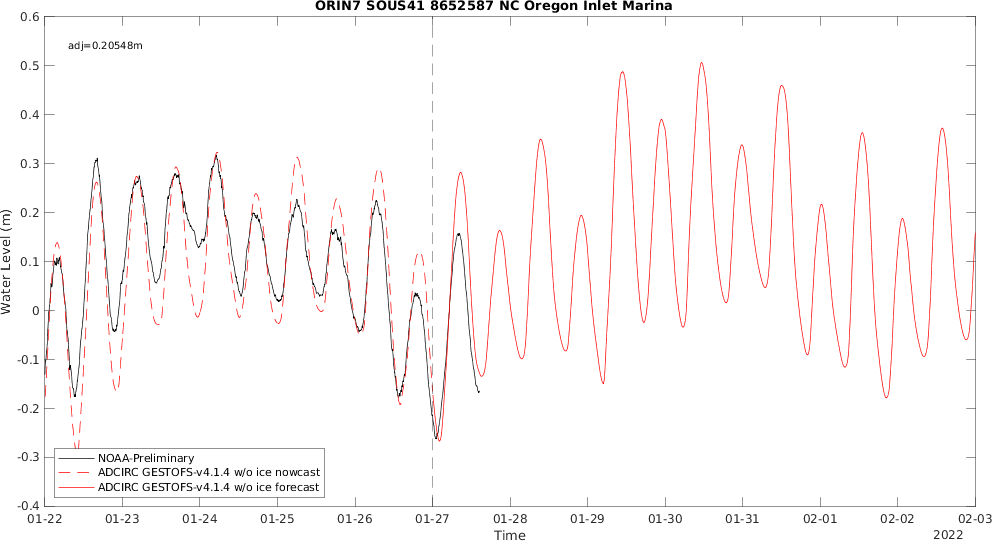 ORIN7 SOUS41 8652587 NC Oregon Inlet Marina
adj=0.20548m
Water Level (m)
0.6
0.5
0.4
0.3
0.2
0.1
0
-0.1
-0.2
-0.3
-0.4
NOAA-Preliminary
ADCIRC GESTOFS-v4.1.4 w/o ice nowcast
ADCIRC GESTOFS-v4.1.4 w/o ice forecast
01-22 01-23 01-24 01-25 01-26 01-27 01-28 01-29 01-30 01-31 02-01 02-02 02-03
Time
2022